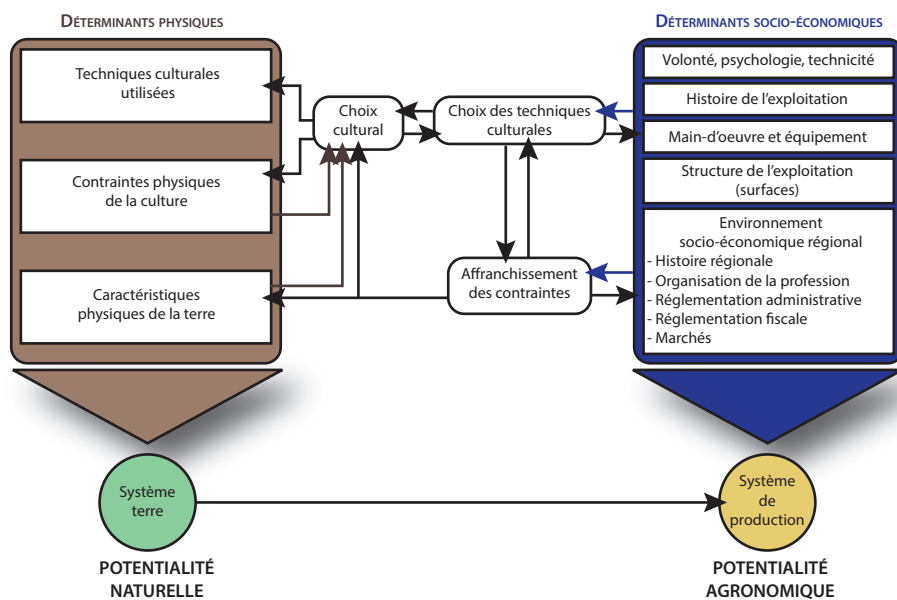 DÉTERMINANTS PHYSIQUES
Techniques culturales
utilisées
Contraintes physiques
de la culture
Caractéristiques
physiques de la terre
Choix
cultural
Choix des techniques
culturales
Affranchissement
des contraintes
DÉTERMINANTS SOCIO-ÉCONOMIQUES
Volonté, psychologie, technicité
Histoire de l'exploitation
Main-d'oeuvre et équipement
Structure de l'exploitation
(surfaces)
Environnement
socio-économique régional
- Histoire régionale
- Organisation de la profession
- Réglementation administrative
- Réglementation fiscale
- Marchés
Système
terre
POTENTIALITÉ
NATURELLE
Système
de
production
POTENTIALITÉ
AGRONOMIQUE